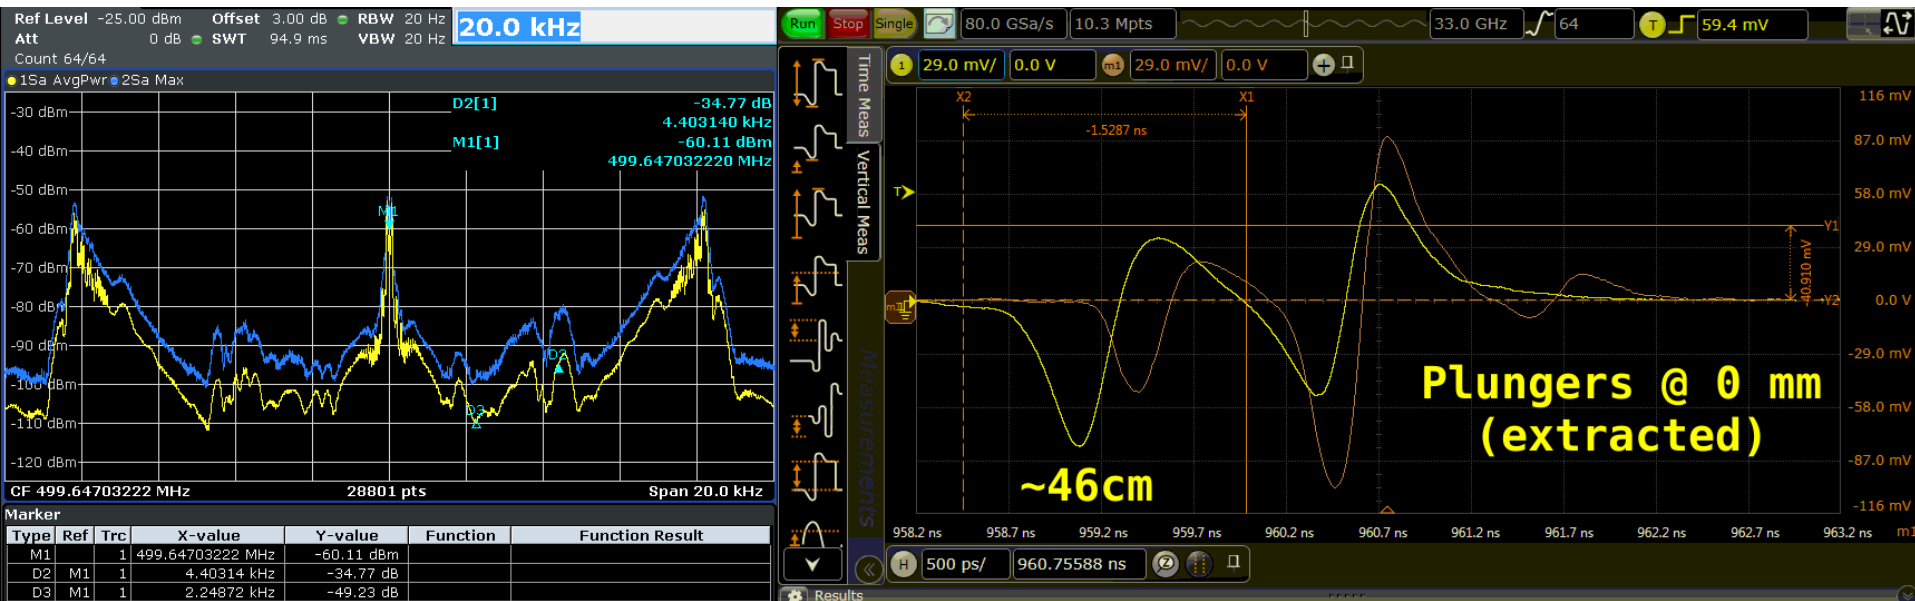 Ref Level -25.00 dBm Offset 3.00 dB RBW 20 Hz
Att 0 dB SWT 94.9 ms VBW 20 Hz
20.0 kHz
Count 64/64
1Sa AvgPwr 2Sa Max
D2[1] -34.77 dB
4.403140 kHz
M1[1] -60.11 dBm
499.647032220 MHz
-30 dBm
-40 dBm
-50 dBm
-60 dBm
-70 dBm
-80 dBm
-90 dBm
-100 dBm
-110 dBm
-120 dBm
M1
D2
D3
CF 499.64703222 MHz 28801 pts Span 20.0 kHz
Marker
Type Ref Trc X-value Y-value Function Function Result
M1 1 499.64703222 MHz -60.11 dBm
D2 M1 1 4.40314 kHz -34.77 dB
D3 M1 1 2.24872 kHz -49.23 dB
Run Stop Single 80.0 GSa/s 10.3 Mpts 33.0 GHz 64 T 59.4 mV
1 29.0 mV/ 0.0 V m1 29.0 mV/ 0.0 V
Time Meas
Vertical Meas
Measurements
X2 X1
-1.5287 ns
T
Y1
Y2
-40.910 mV
m1
116 mV
87.0 mV
58.0 mV
29.0 mV
0.0 V
-29.0 mV
-58.0 mV
-87.0 mV
-116 mV
Plungers @ 0 mm
(extracted)
~46cm
958.2 ns 958.7 ns 959.2 ns 959.7 ns 960.2 ns 960.7 ns 961.2 ns 961.7 ns 962.2 ns 962.7 ns 963.2 ns m1
H 500 ps/ 960.75588 ns
Results